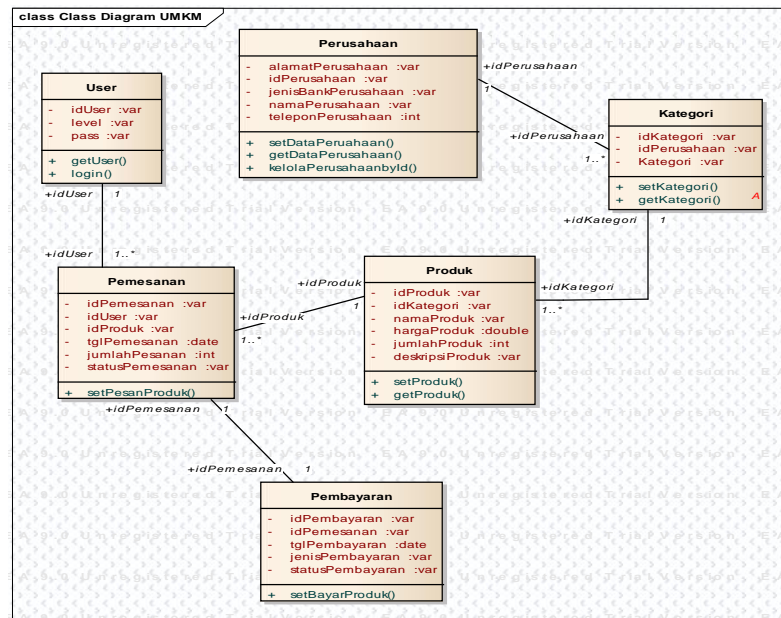 class Class Diagram UMKM
Perusahaan
- alamatPerusahaan :var
- idPerusahaan :var
- jenisBankPerusahaan :var
- namaPerusahaan :var
- teleponPerusahaan :int
+ setDataPeruahaan()
+ getDataPerusahaan()
+ kelolaPerusahaanbyId()
User
- idUser :var
- level :var
- pass :var
+ getUser()
+ login()
+idPerusahaan
1
+idPerusahaan
1..*
Kategori
- idKategori :var
- idPerusahaan :var
- Kategori :var
+ setKategori()
+ getKategori()
A
+idUser 1
+idUser 1..*
+idKategori 1
+idKategori
1..*
Pemesanan
- idPemesanan :var
- idUser :var
- idProduk :var
- tglPemesanan :date
- jumlahPesanan :int
- statusPemesanan :var
+ setPesanProduk()
+idProduk
1
+idProduk
1..*
Produk
- idProduk :var
- idKategori :var
- namaProduk :var
- hargaProduk :double
- jumlahProduk :int
- deskripsiProduk :var
+ setProduk()
+ getProduk()
+idPemesanan 1
+idPemesanan 1
Pembayaran
- idPembayaran :var
- idPemesanan :var
- tglPembayaran :date
- jenisPembayaran :var
- statusPembayaran :var
+ setBayarProduk()